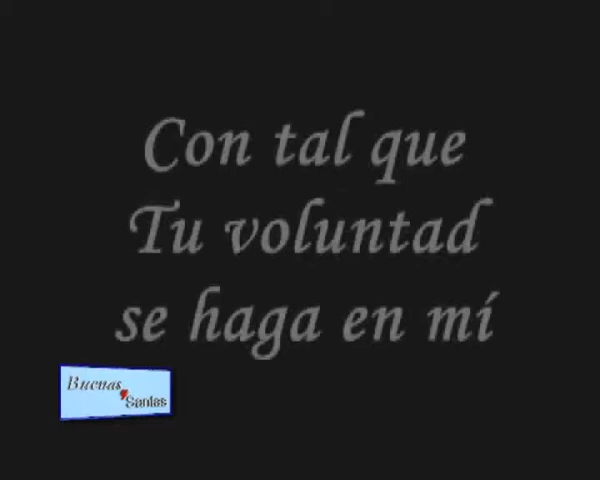 Con tal que
Tu voluntad
se haga en mí
Buenas
y Santas